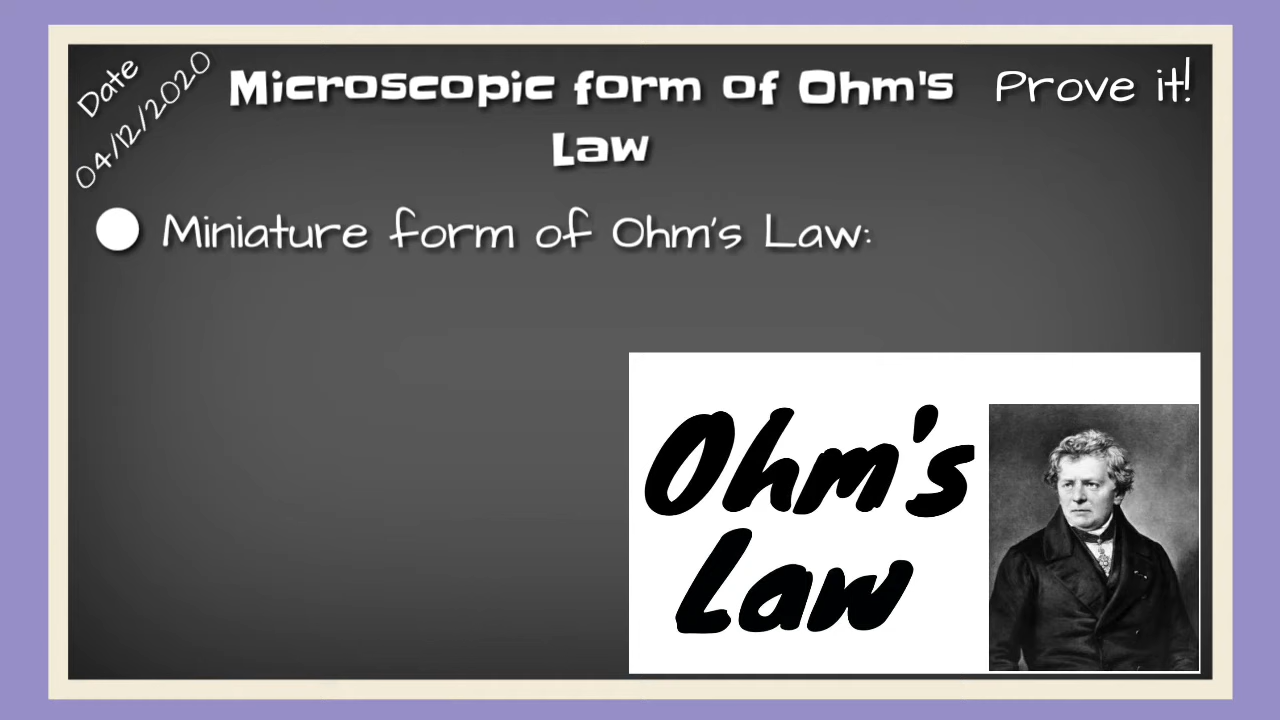 Date
04/12/2020
Microscopic form of Ohm's
Law
Prove it!
Miniature form of Ohm's Law:
Ohm's
Law